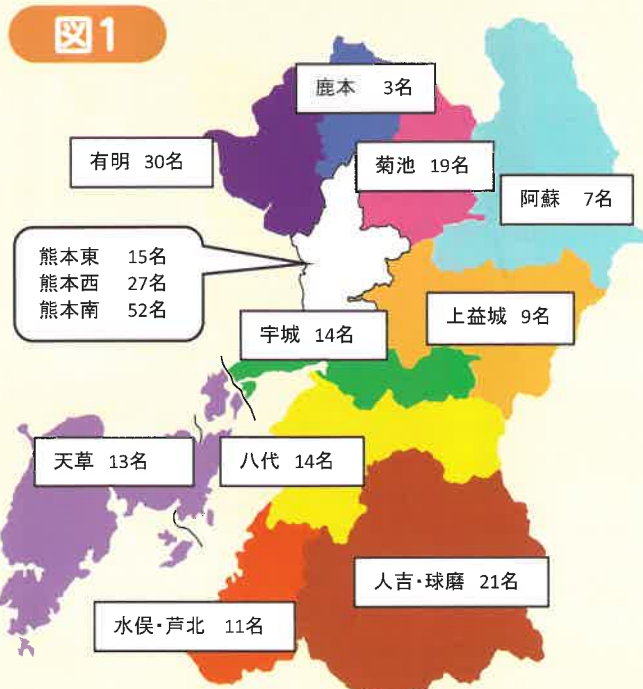 図1
鹿本 3名
有明 30名
菊池 19名
阿蘇 7名
熊本東 15名
熊本西 27名
熊本南 52名
宇城 14名
上益城 9名
天草 13名
八代 14名
人吉・球磨 21名
水俣・芦北 11名